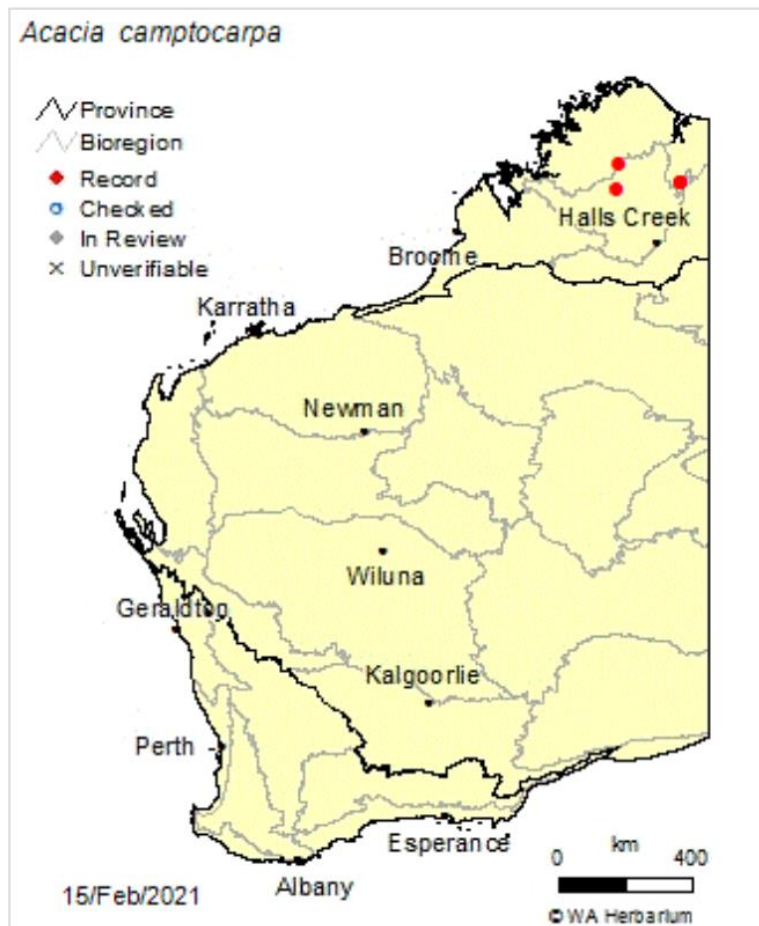 Acacia camptocarpa
Province
Bioregion
Record
Checked
In Review
Unverifiable
Halls Creek
Broome
Karratha
Newman
Wiluna
Geraldton
Kalgoorlie
Perth
Esperance
0 km 400
15/Feb/2021
Albany
© WA Herbarium